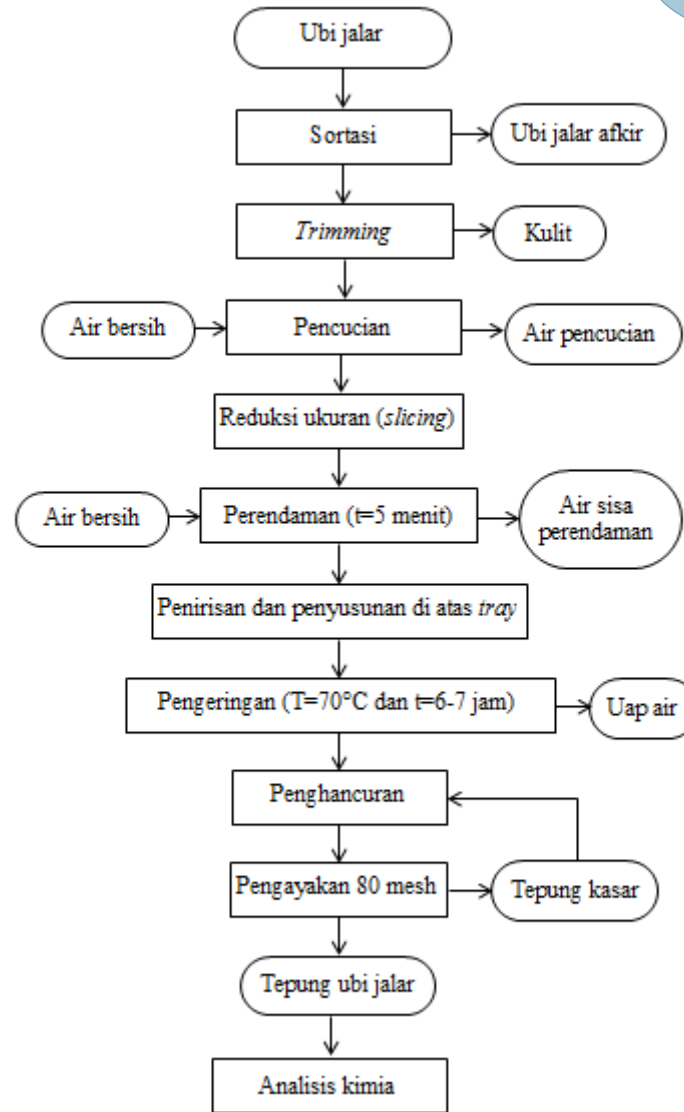 Ubi jalar
Sortasi
Ubi jalar afkir
Trimming
Kulit
Air bersih
Pencucian
Air pencucian
Reduksi ukuran (slicing)
Air bersih
Perendaman (t=5 menit)
Air sisa
perendaman
Penirisan dan penyusunan di atas tray
Pengeringan (T=70°C dan t=6-7 jam)
Uap air
Penghancuran
Pengayakan 80 mesh
Tepung kasar
Tepung ubi jalar
Analisis kimia